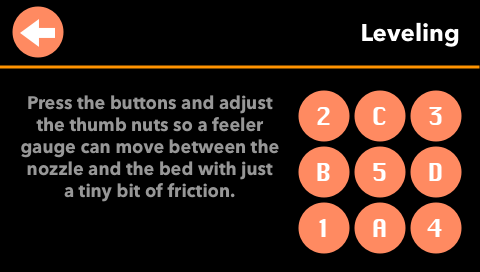 Leveling
Press the buttons and adjust
the thumb nuts so a feeler
gauge can move between the
nozzle and the bed with just
a tiny bit of friction.
2 C 3
B 5 D
1 A 4